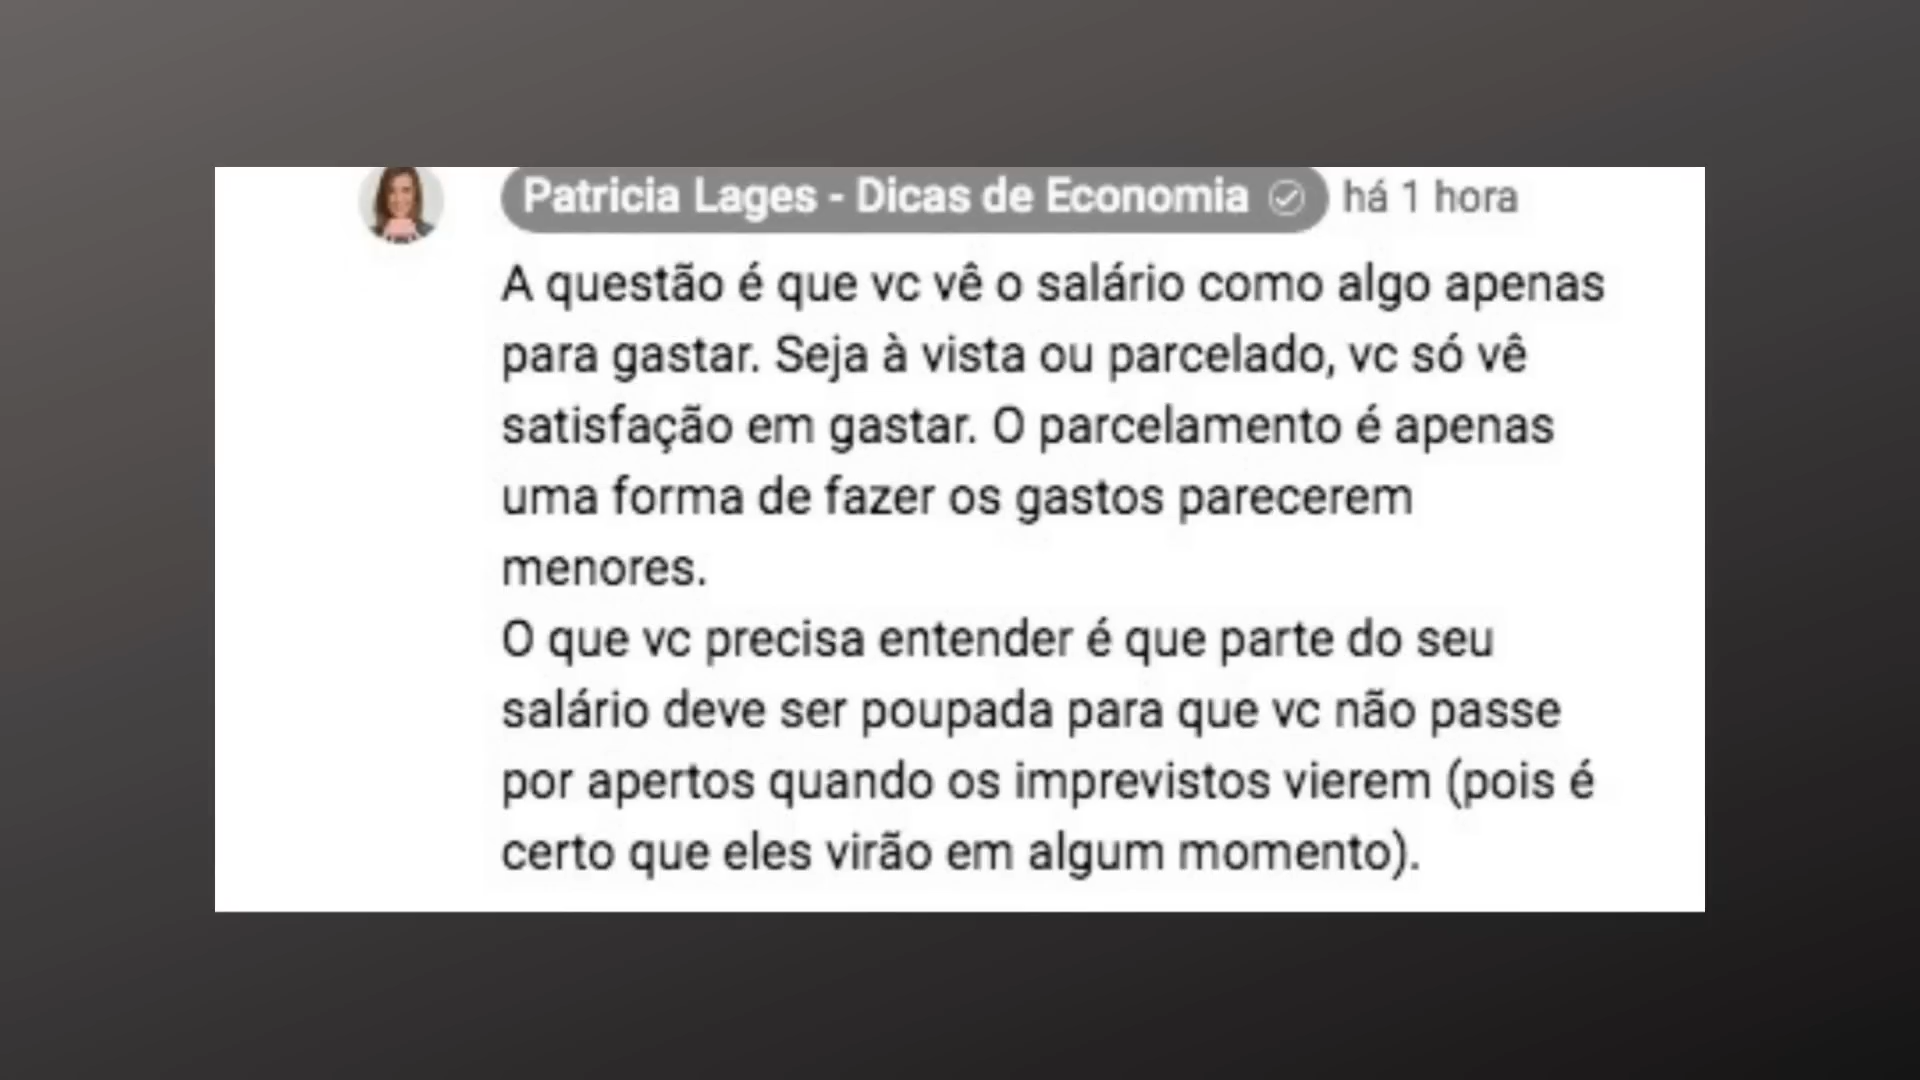 Patricia Lages - Dicas de Economia há 1 hora
A questão é que vc vê o salário como algo apenas
para gastar. Seja à vista ou parcelado, vc só vê
satisfação em gastar. O parcelamento é apenas
uma forma de fazer os gastos parecerem
menores.
O que vc precisa entender é que parte do seu
salário deve ser poupada para que vc não passe
por apertos quando os imprevistos vierem (pois é
certo que eles virão em algum momento).